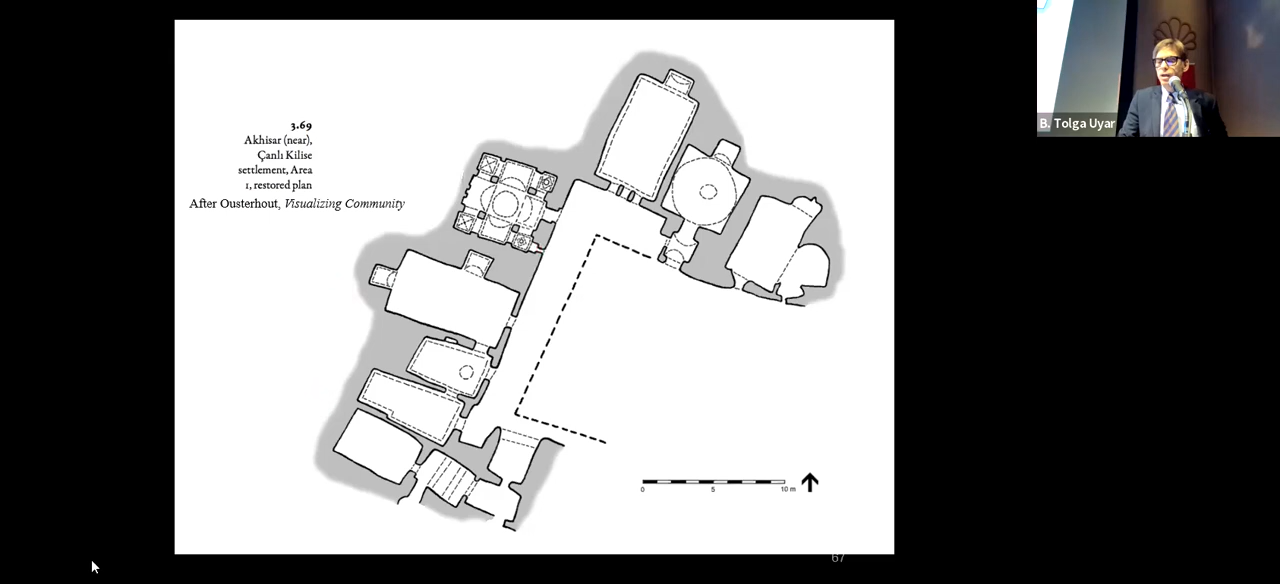 3.69
Akhisar (near),
Çanlı Kilise
settlement, Area
1, restored plan
After Ousterhout, Visualizing Community
0
5
10 m
67
B. Tolga Uyar